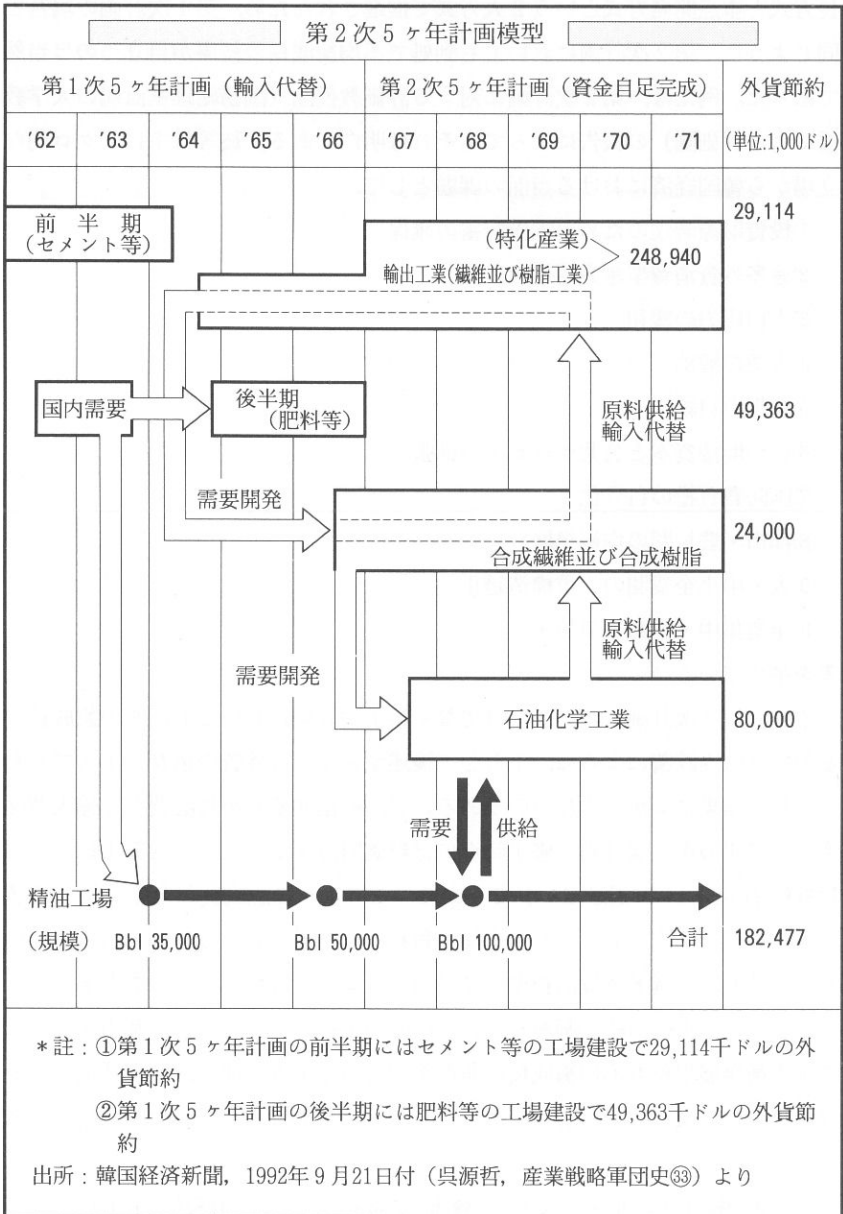 第2次5ヶ年計画模型
第1次5ヶ年計画(輸入代替)
第2次5ヶ年計画(資金自足完成)
外貨節約
'62 '63 '64 '65 '66 '67 '68 '69 '70 '71
(単位:1,000ドル)
前半期
(セメント等)
29,114
(特化産業)
輸出工業(繊維並び樹脂工業)
248,940
国内需要
後半期
(肥料等)
原料供給
輸入代替
49,363
需要開発
24,000
合成繊維並び合成樹脂
原料供給
輸入代替
需要開発
石油化学工業
80,000
需要
供給
精油工場
(規模)
Bbl 35,000
Bbl 50,000
Bbl 100,000
合計
182,477
*註:①第1次5ヶ年計画の前半期にはセメント等の工場建設で29,114千ドルの外
貨節約
②第1次5ヶ年計画の後半期には肥料等の工場建設で49,363千ドルの外貨節
約
出所:韓国経済新聞,1992年9月21日付(呉源哲,産業戦略軍団史㉝)より